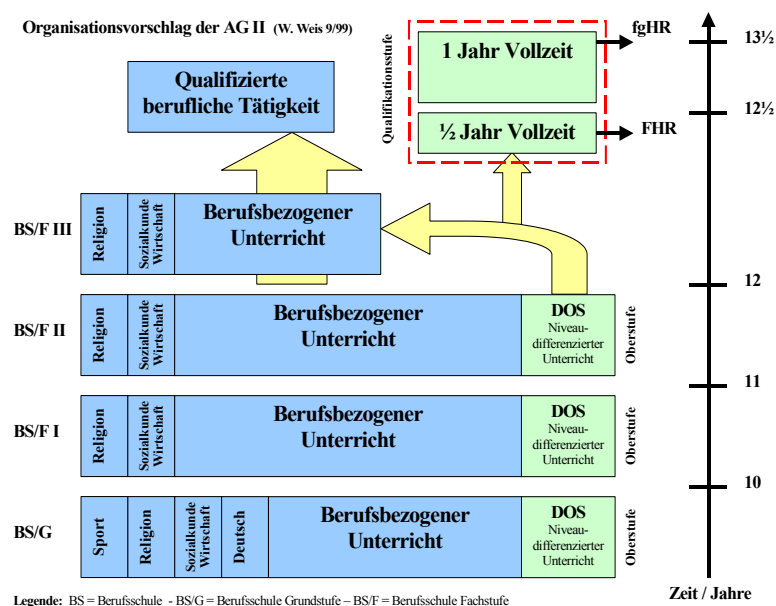 Organisationsvorschlag der AG II (W. Weis 9/99)
Qualifizierte
berufliche Tätigkeit
Qualifikationsstufe
1 Jahr Vollzeit
½ Jahr Vollzeit
fgHR
FHR
13½
12½
BS/F III
Religion
Sozialkunde
Wirtschaft
Berufsbezogener
Unterricht
12
BS/F II
Religion
Sozialkunde
Wirtschaft
Berufsbezogener
Unterricht
DOS
Niveau-
differenzierter
Unterricht
Oberstufe
11
BS/F I
Religion
Sozialkunde
Wirtschaft
Berufsbezogener
Unterricht
DOS
Niveau-
differenzierter
Unterricht
Oberstufe
10
BS/G
Sport
Religion
Sozialkunde
Wirtschaft
Deutsch
Berufsbezogener
Unterricht
DOS
Niveau-
differenzierter
Unterricht
Oberstufe
Zeit / Jahre
Legende: BS = Berufsschule - BS/G = Berufsschule Grundstufe – BS/F = Berufsschule Fachstufe